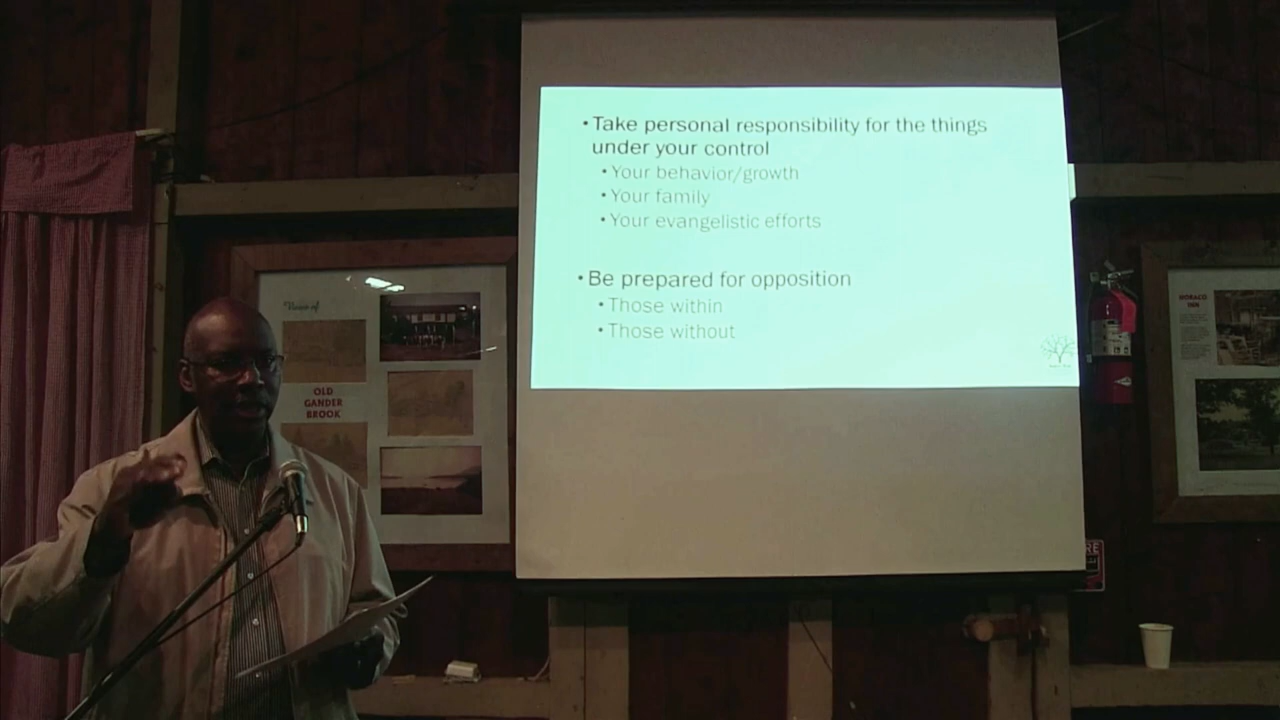 • Take personal responsibility for the things
under your control
• Your behavior/growth
• Your family
• Your evangelistic efforts
• Be prepared for opposition
• Those within
• Those without
OLD
GANDER
BROOK